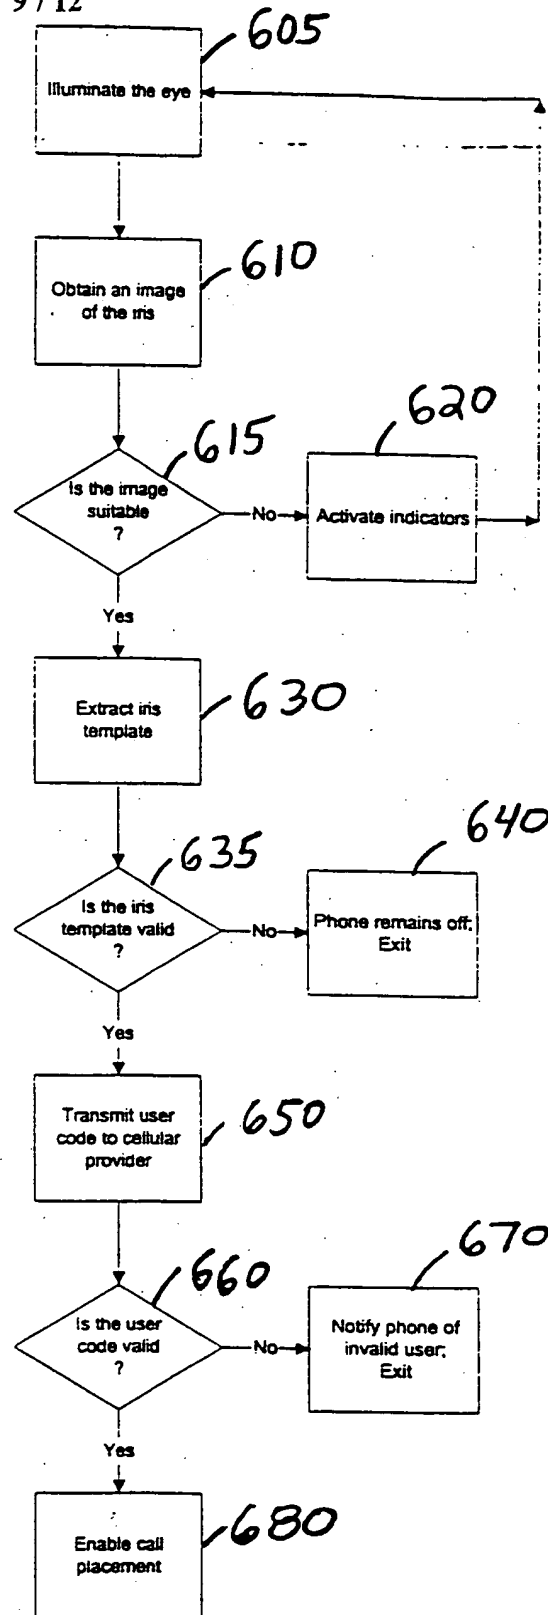 9 / 12
605
Illuminate the eye
610
Obtain an image
of the iris
615
Is the image
suitable
?
No
620
Activate indicators
Yes
630
Extract iris
template
635
Is the iris
template valid
?
No
640
Phone remains off;
Exit
Yes
650
Transmit user
code to cellular
provider
660
Is the user
code valid
?
No
670
Notify phone of
invalid user;
Exit
Yes
680
Enable call
placement